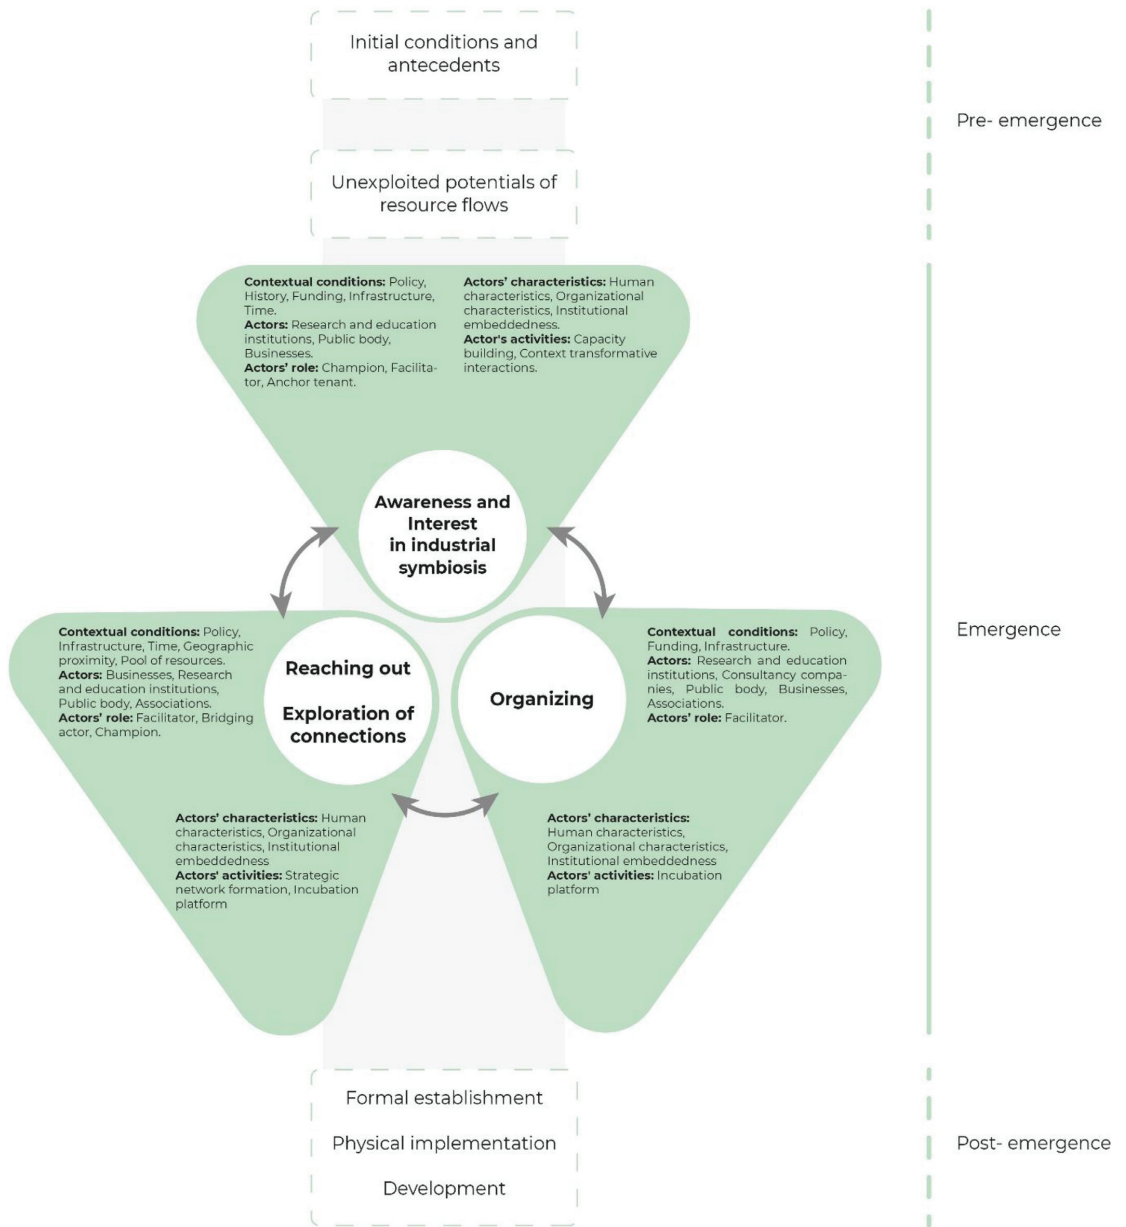 Initial conditions and
antecedents
Pre- emergence
Unexploited potentials of
resource flows
Contextual conditions: Policy,
History, Funding, Infrastructure,
Time.
Actors: Research and education
institutions, Public body,
Businesses.
Actors' role: Champion, Facilita-
tor, Anchor tenant.
Actors' characteristics: Human
characteristics, Organizational
characteristics, Institutional
embeddedness.
Actor's activities: Capacity
building, Context transformative
interactions.
Awareness and
Interest
in industrial
symbiosis
Emergence
Contextual conditions: Policy,
Infrastructure, Time, Geographic
proximity, Pool of resources.
Actors: Businesses, Research
and education institutions,
Public body, Associations.
Actors' role: Facilitator, Bridging
actor, Champion.
Reaching out
Exploration of
connections
Organizing
Contextual conditions: Policy,
Funding, Infrastructure.
Actors: Research and education
institutions, Consultancy compa-
nies, Public body, Businesses,
Associations.
Actors' role: Facilitator.
Actors' characteristics: Human
characteristics, Organizational
characteristics, Institutional
embeddedness
Actors' activities: Strategic
network formation, Incubation
platform
Actors' characteristics:
Human characteristics,
Organizational characteristics,
Institutional embeddedness
Actors' activities: Incubation
platform
Formal establishment
Physical implementation
Development
Post- emergence